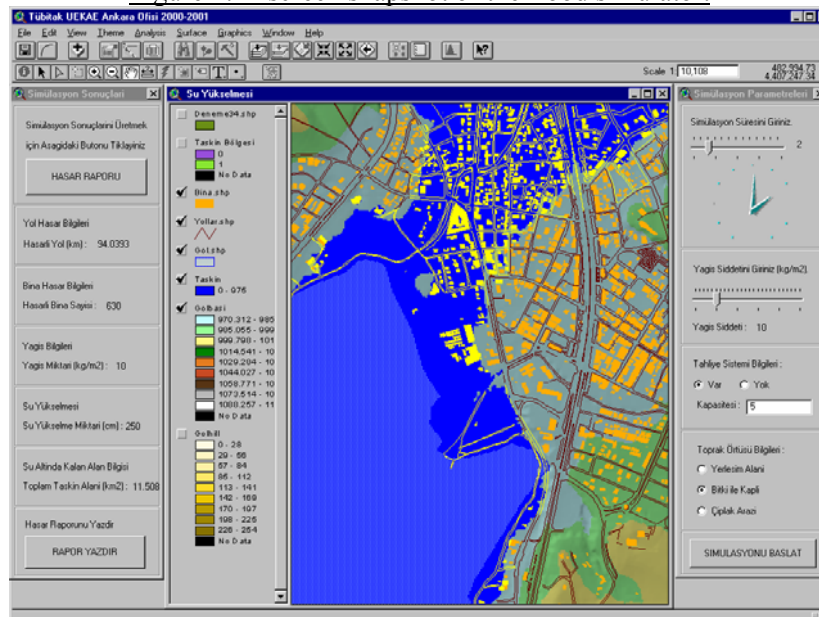 Tübitak UEKAE Ankara Ofisi 2000-2001
File Edit View Theme Analysis Surface Graphics Window Help
Scale 1: 10,108
482,994.73
4,407,247.34
Simülasyon Sonuçlari
Simülasyon Sonuçlarini Üretmek
için Asagidaki Butonu Tiklayiniz
HASAR RAPORU
Yol Hasar Bilgileri
Hasarli Yol (km) : 94.0393
Bina Hasar Bilgileri
Hasarli Bina Sayisi : 630
Yagis Bilgileri
Yagis Miktari (kg/m2) : 10
Su Yükselmesi
Su Yükselme Miktari (cm) : 250
Su Altinda Kalan Alan Bilgisi
Toplam Taskin Alani (km2) : 11.508
Hasar Raporunu Yazdir
RAPOR YAZDIR
Su Yükselmesi
Deneme34.shp
Taskin Bölgesi
0
1
No Data
Bina.shp
Yollar.shp
Gol.shp
Taskin
0 - 975
Golbasi
970.312 - 985
985.055 - 999
999.798 - 101
1014.541 - 10
1029.284 - 10
1044.027 - 10
1058.771 - 10
1073.514 - 10
1088.257 - 11
No Data
Golhill
0 - 28
29 - 56
57 - 84
85 - 112
113 - 141
142 - 169
170 - 197
198 - 225
226 - 254
No Data
Simülasyon Parametreleri
Simülasyon Süresini Giriniz.
2
Yagis Siddetini Giriniz (kg/m2).
Yagis Siddeti : 10
Tahliye Sistemi Bilgileri :
Var Yok
Kapasitesi : 5
Toprak Örtüsü Bilgileri :
Yerlesim Alani
Bitki ile Kapli
Çiplak Arazi
SIMULASYONU BASLAT